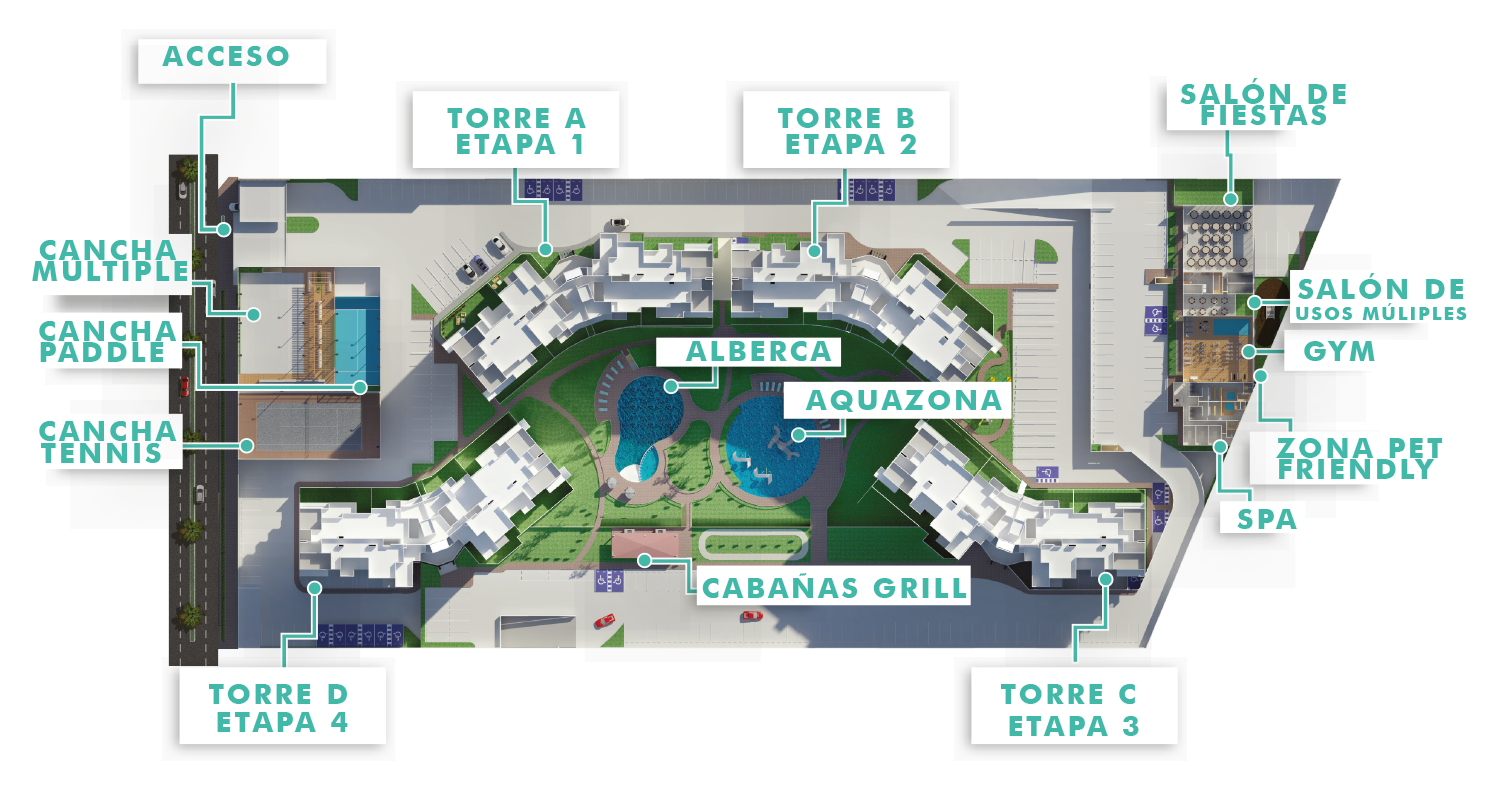 ACCESO
TORRE A
ETAPA 1
TORRE B
ETAPA 2
SALÓN DE
FIESTAS
CANCHA
MULTIPLE
CANCHA
PADDLE
CANCHA
TENNIS
ALBERCA
AQUAZONA
SALÓN DE
USOS MÚLIPLES
GYM
ZONA PET
FRIENDLY
SPA
CABAÑAS GRILL
TORRE D
ETAPA 4
TORRE C
ETAPA 3